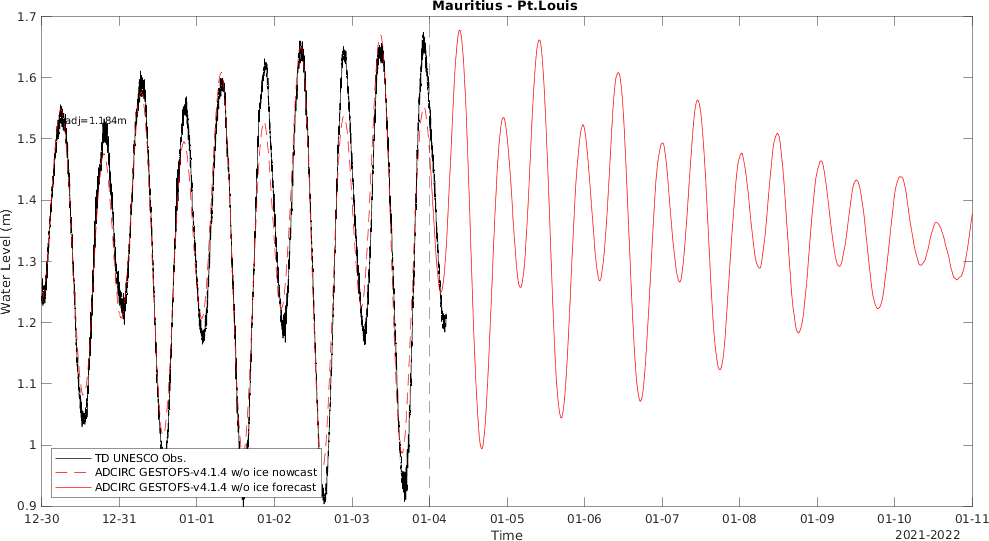 Mauritius - Pt.Louis
1.7
1.6
1.5
1.4
1.3
1.2
1.1
1
0.9
Water Level (m)
adj=1.184m
TD UNESCO Obs.
ADCIRC GESTOFS-v4.1.4 w/o ice nowcast
ADCIRC GESTOFS-v4.1.4 w/o ice forecast
12-30 12-31 01-01 01-02 01-03 01-04 01-05 01-06 01-07 01-08 01-09 01-10 01-11
Time
2021-2022